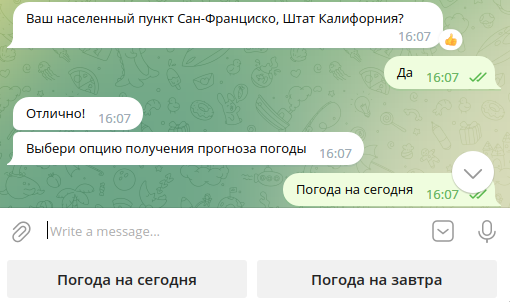 Ваш населенный пункт Сан-Франциско, Штат Калифорния?
16:07
Да 16:07
Отлично! 16:07
Выбери опцию получения прогноза погоды 16:07
Погода на сегодня 16:07
Write a message...
Погода на сегодня Погода на завтра